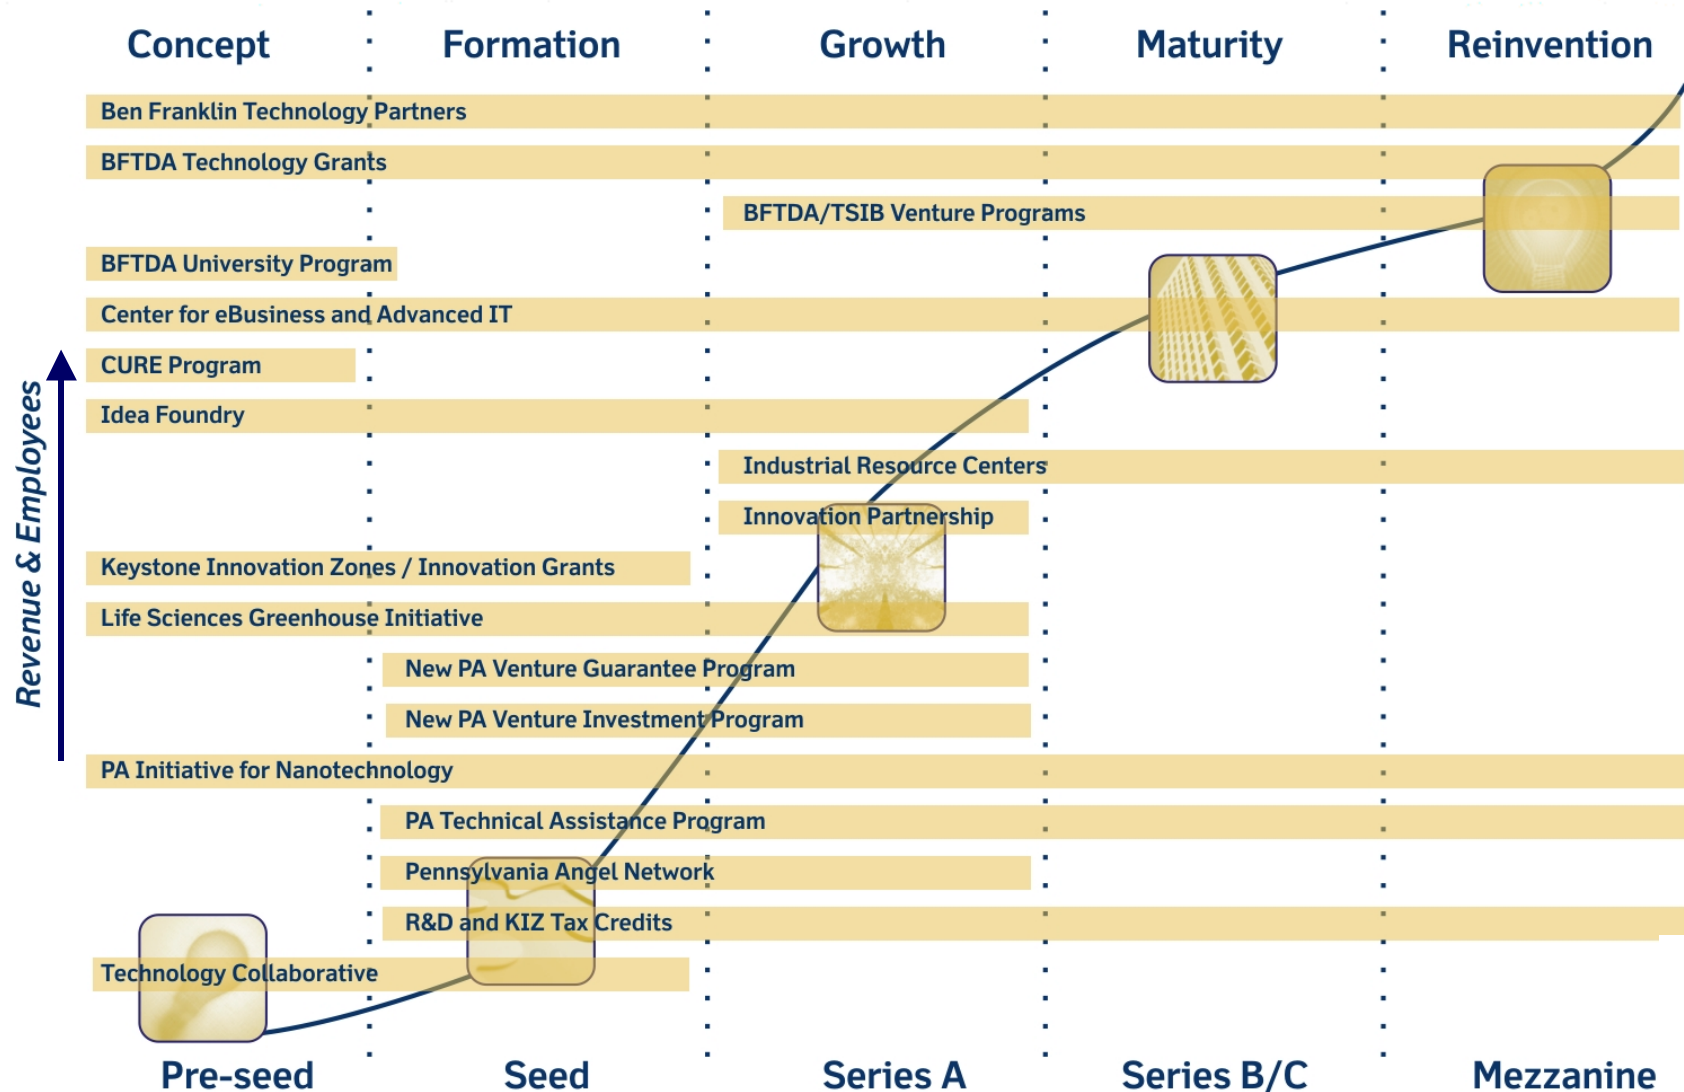 Concept
Formation
Growth
Maturity
Reinvention
Ben Franklin Technology Partners
BFTDA Technology Grants
BFTDA/TSIB Venture Programs
BFTDA University Program
Center for eBusiness and Advanced IT
CURE Program
Idea Foundry
Industrial Resource Centers
Innovation Partnership
Keystone Innovation Zones / Innovation Grants
Life Sciences Greenhouse Initiative
New PA Venture Guarantee Program
New PA Venture Investment Program
PA Initiative for Nanotechnology
PA Technical Assistance Program
Pennsylvania Angel Network
R&D and KIZ Tax Credits
Technology Collaborative
Revenue & Employees
Pre-seed
Seed
Series A
Series B/C
Mezzanine